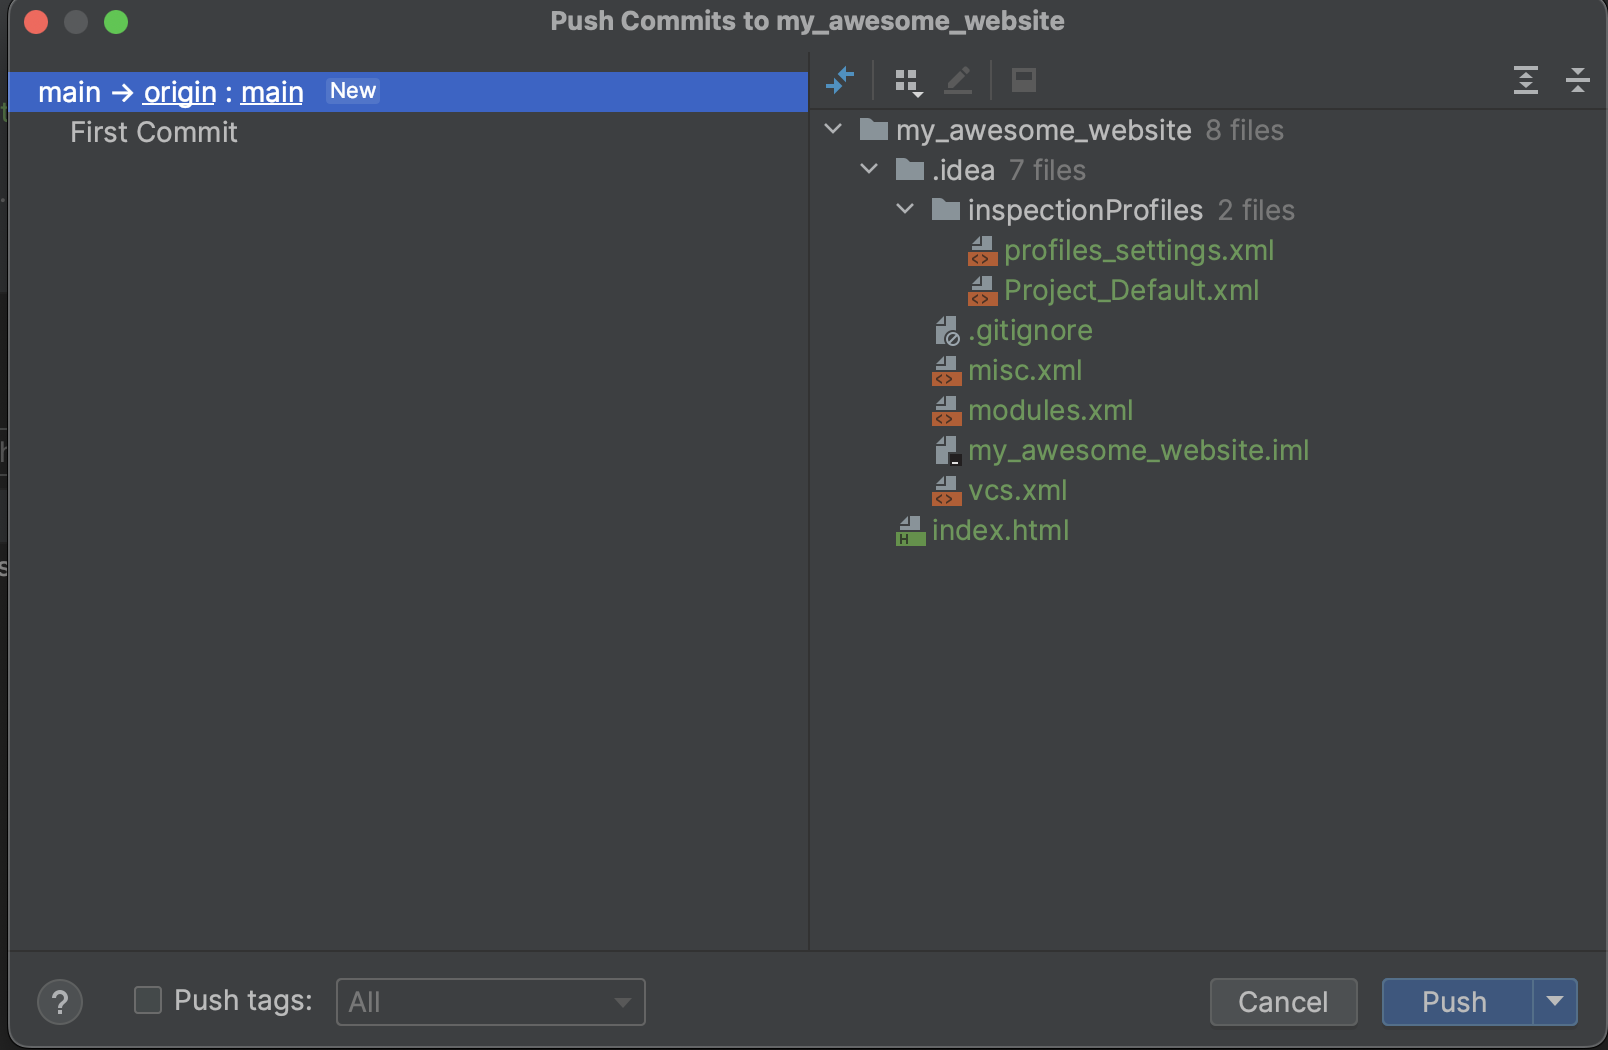 Push Commits to my_awesome_website
main → origin : main New
First Commit
my_awesome_website 8 files
.idea 7 files
inspectionProfiles 2 files
profiles_settings.xml
Project_Default.xml
.gitignore
misc.xml
modules.xml
my_awesome_website.iml
vcs.xml
H index.html
? Push tags: All Cancel Push